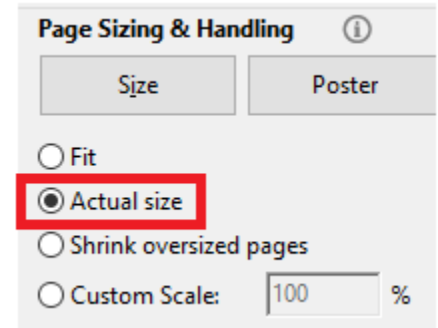 Page Sizing & Handling
Size Poster
Fit
Actual size
Shrink oversized pages
Custom Scale: 100 %